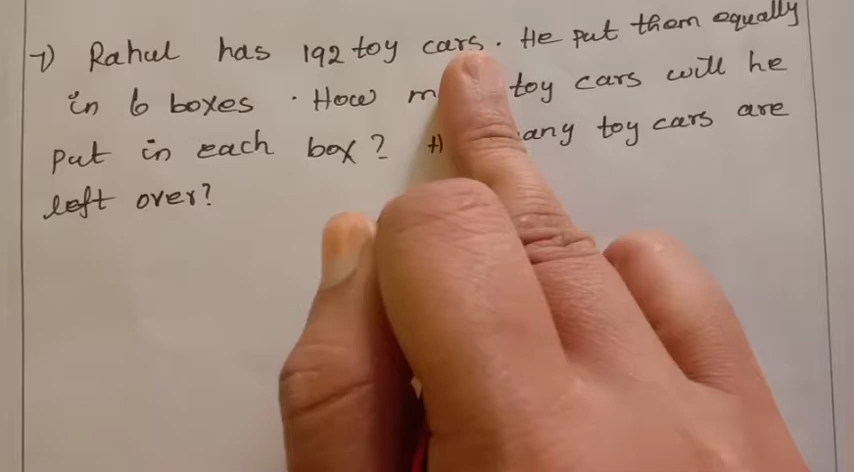 7) Rahul has 192 toy cars. He put them equally
in 6 boxes. How toy cars will he
put in each box? toy cars are
left over?